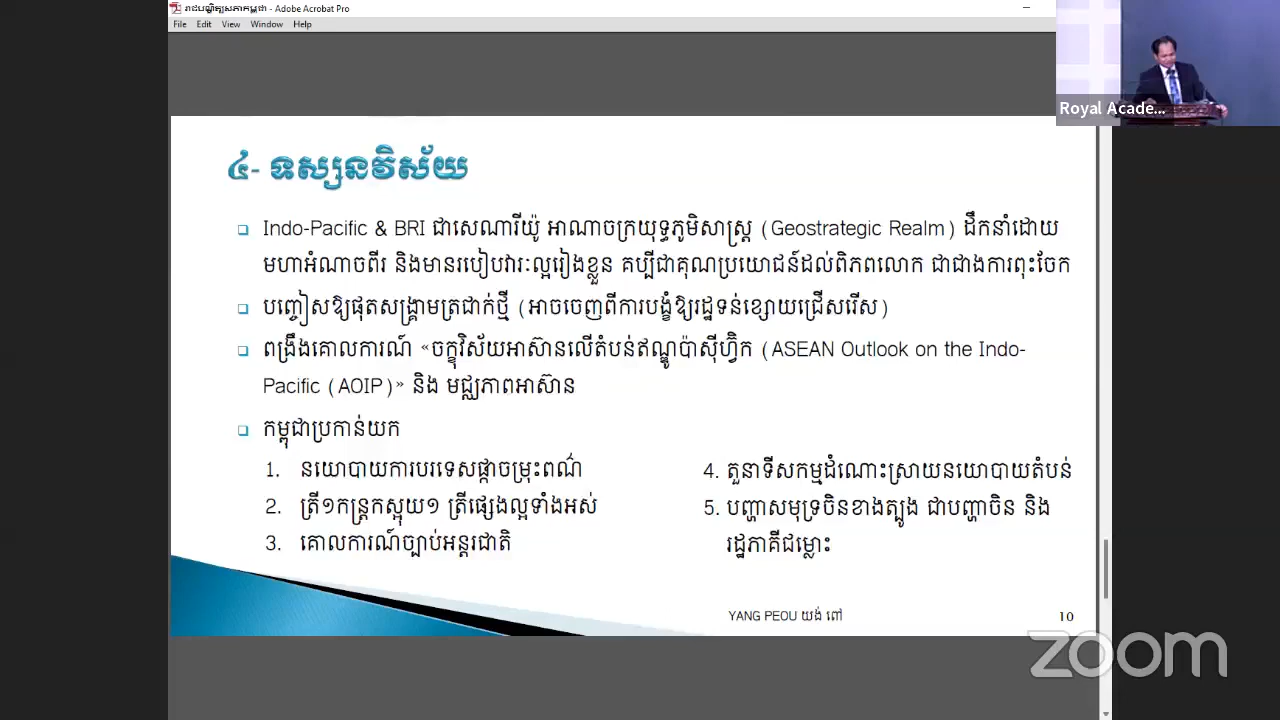 រាជបណ្ឌិត្យសភាកម្ពុជា - Adobe Acrobat Pro
File Edit View Window Help
Royal Acade...
៤- ទស្សនវិស័យ
Indo-Pacific & BRI ជាសេណារីយ៉ូ អាណាចក្រយុទ្ធភូមិសាស្ត្រ (Geostrategic Realm) ដឹកនាំដោយ
មហាអំណាចពីរ និងមានរបៀបវារៈល្អរៀងខ្លួន គប្បីជាគុណប្រយោជន៍ដល់ពិភពលោក ជាជាងការពុះចែក
បញ្ចៀសឱ្យផុតសង្គ្រាមត្រជាក់ថ្មី (អាចចេញពីការបង្ខំឱ្យរដ្ឋទន់ខ្សោយជ្រើសរើស)
ពង្រឹងគោលការណ៍ «ចក្ខុវិស័យអាស៊ានលើតំបន់ឥណ្ឌូប៉ាស៊ីហ្វ៊ិក (ASEAN Outlook on the Indo-
Pacific (AOIP)» និង មជ្ឈភាពអាស៊ាន
កម្ពុជាប្រកាន់យក
1. នយោបាយការបរទេសផ្កាចម្រុះពណ៌
2. ត្រី១កន្ត្រកស្អុយ១ ត្រីផ្សេងល្អទាំងអស់
3. គោលការណ៍ច្បាប់អន្តរជាតិ
4. តួនាទីសកម្មដំណោះស្រាយនយោបាយតំបន់
5. បញ្ហាសមុទ្រចិនខាងត្បូង ជាបញ្ហាចិន និង
រដ្ឋភាគីជម្លោះ
YANG PEOU យង់ ពៅ
10
zoom